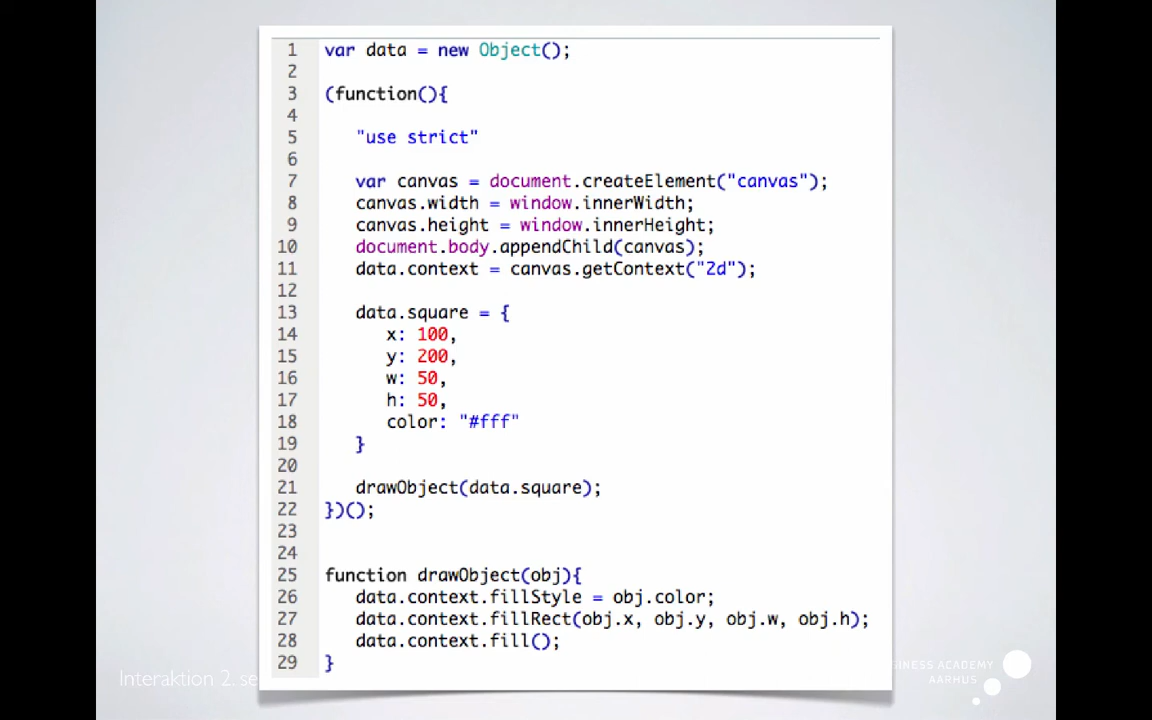 1 var data = new Object();
2
3 (function(){
4
5 "use strict"
6
7 var canvas = document.createElement("canvas");
8 canvas.width = window.innerWidth;
9 canvas.height = window.innerHeight;
10 document.body.appendChild(canvas);
11 data.context = canvas.getContext("2d");
12
13 data.square = {
14 x: 100,
15 y: 200,
16 w: 50,
17 h: 50,
18 color: "#fff"
19 }
20
21 drawObject(data.square);
22 })();
23
24
25 function drawObject(obj){
26 data.context.fillStyle = obj.color;
27 data.context.fillRect(obj.x, obj.y, obj.w, obj.h);
28 data.context.fill();
29 }
Interaktion 2. se
INESS ACADEMY
AARHUS